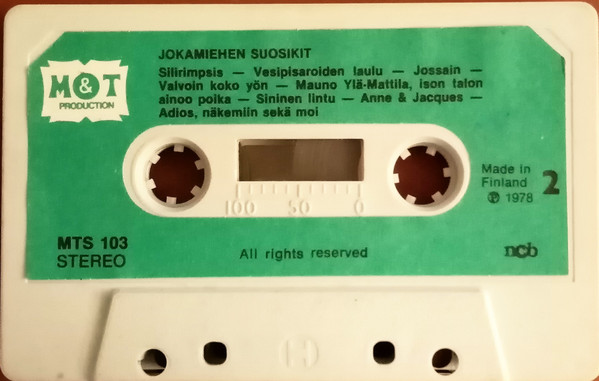 M&T
PRODUCTION
JOKAMIEHEN SUOSIKIT
Silirimpsis — Vesipisaroiden laulu — Jossain —
Valvoin koko yön — Mauno Ylä-Mattila, ison talon
ainoo poika — Sininen lintu — Anne & Jacques —
Adios, näkemiin sekä moi
100 50 0
Made in
Finland
℗ 1978
2
MTS 103
STEREO
All rights reserved
ncb